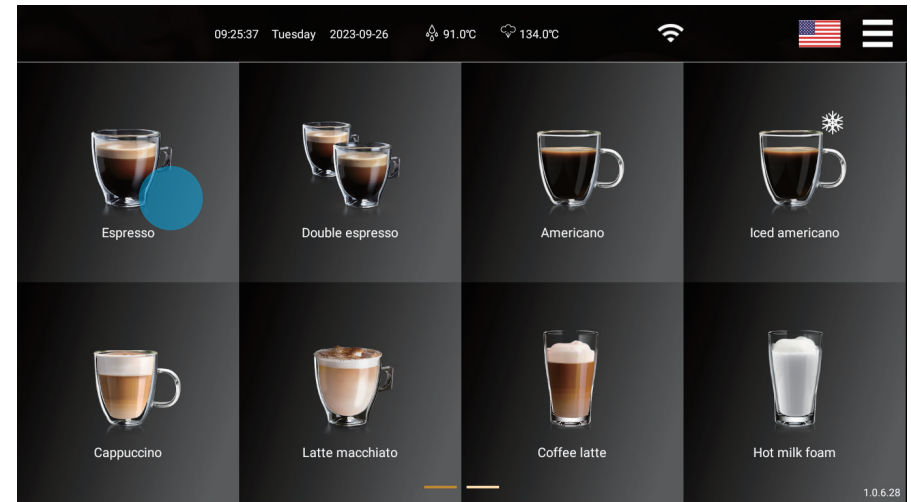 09:25:37 Tuesday 2023-09-26 91.0℃ 134.0℃
Espresso Double espresso Americano Iced americano
Cappuccino Latte macchiato Coffee latte Hot milk foam
1.0.6.28